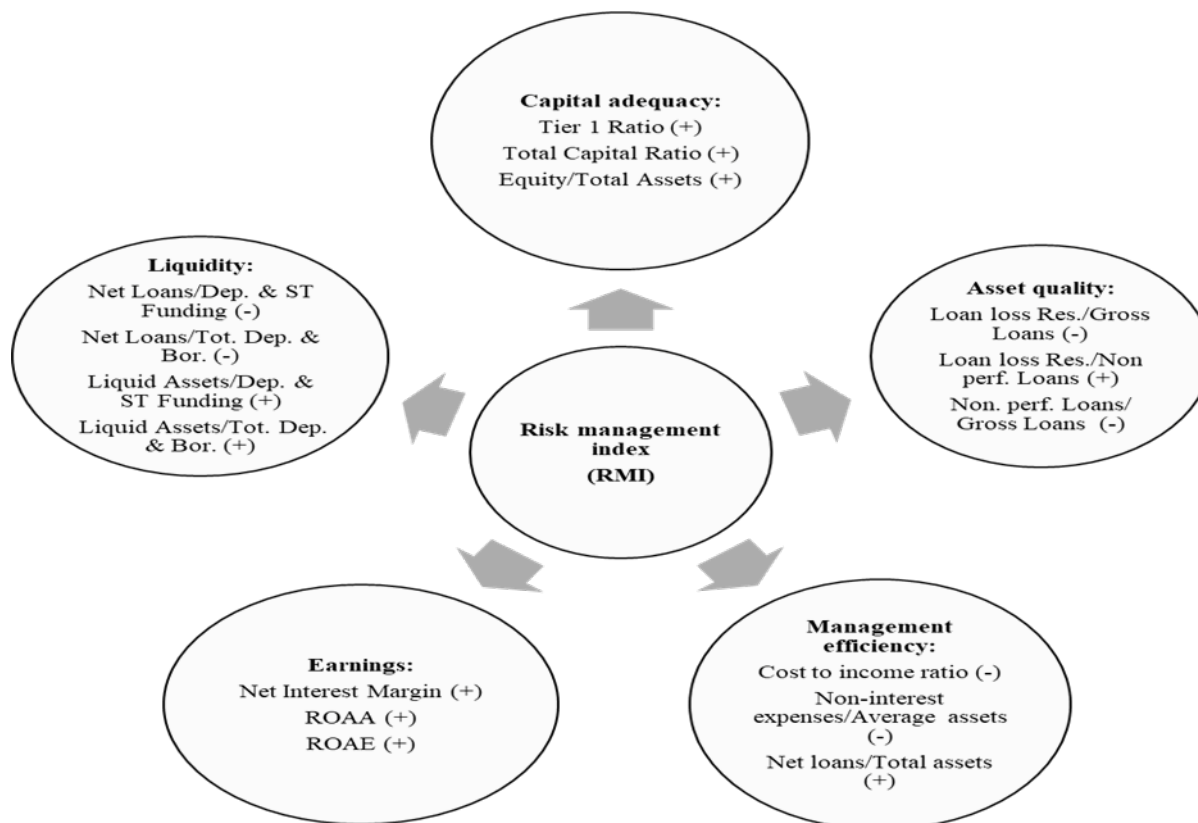 Capital adequacy:
Tier 1 Ratio (+)
Total Capital Ratio (+)
Equity/Total Assets (+)
Liquidity:
Net Loans/Dep. & ST
Funding (-)
Net Loans/Tot. Dep. &
Bor. (-)
Liquid Assets/Dep. &
ST Funding (+)
Liquid Assets/Tot. Dep.
& Bor. (+)
Asset quality:
Loan loss Res./Gross
Loans (-)
Loan loss Res./Non
perf. Loans (+)
Non. perf. Loans/
Gross Loans (-)
Risk management
index
(RMI)
Earnings:
Net Interest Margin (+)
ROAA (+)
ROAE (+)
Management
efficiency:
Cost to income ratio (-)
Non-interest
expenses/Average assets
(-)
Net loans/Total assets
(+)